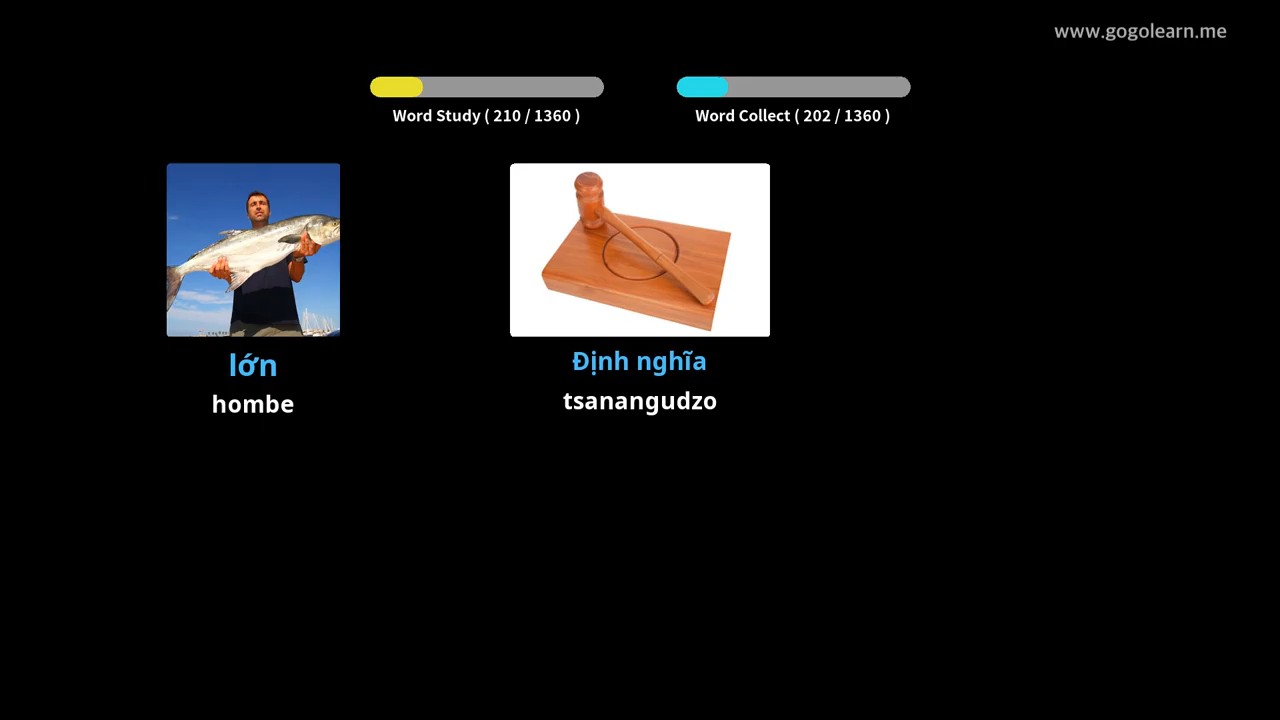 www.gogolearn.me
Word Study ( 210 / 1360 )
Word Collect ( 202 / 1360 )
lớn
hombe
Định nghĩa
tsanangudzo